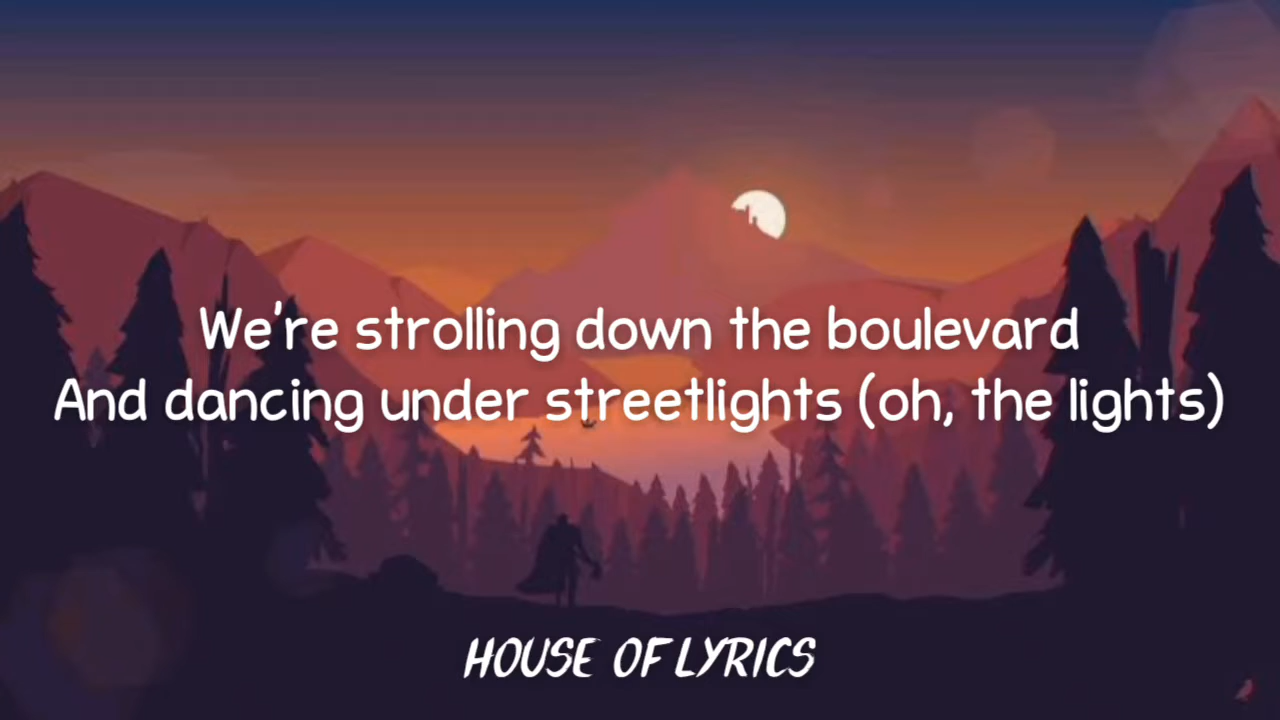 We're strolling down the boulevard
And dancing under streetlights (oh, the lights)
HOUSE OF LYRICS